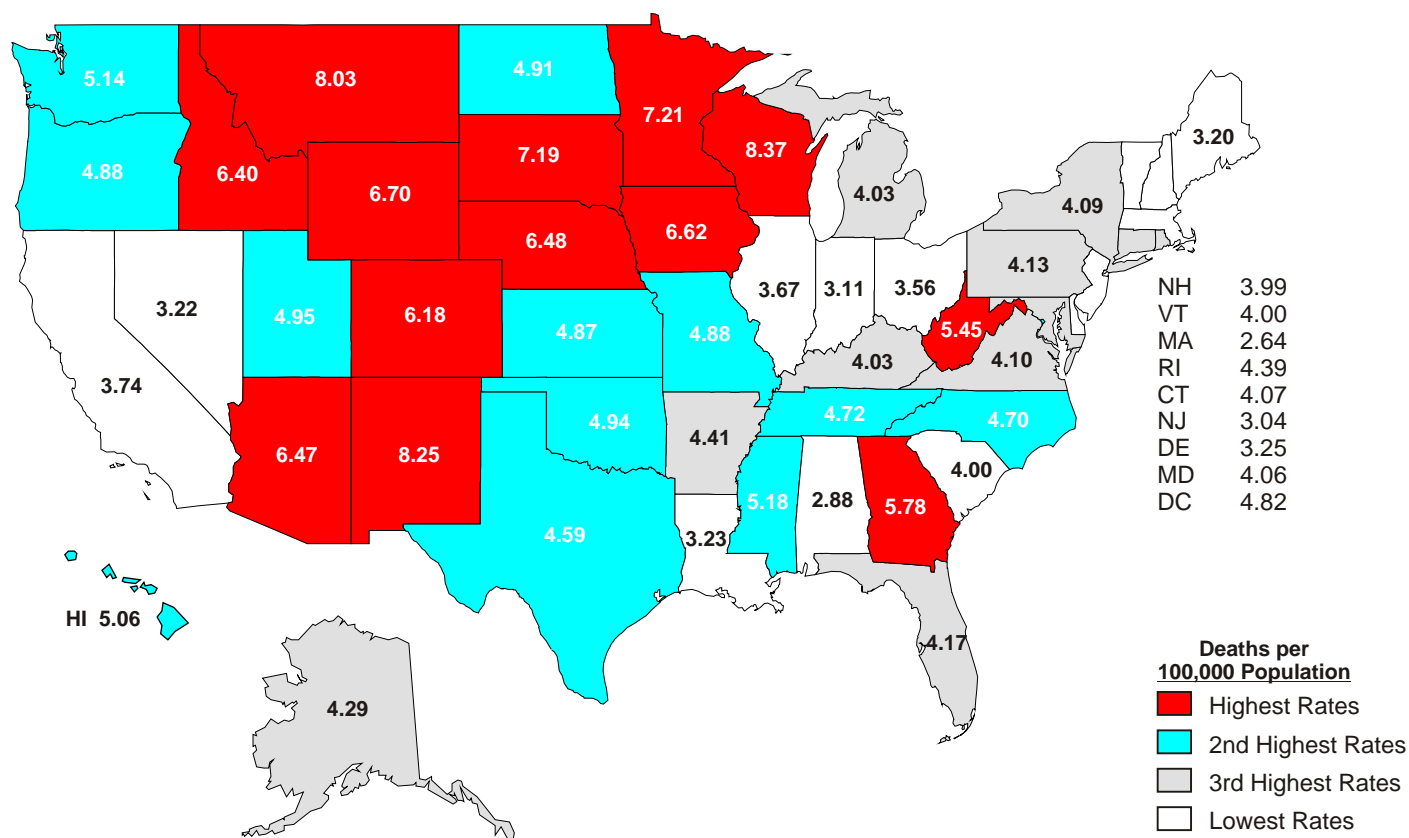 5.14
8.03
4.91
7.21
8.37
3.20
4.88
6.40
6.70
7.19
4.03
4.09
6.48
6.62
4.13
3.22
4.95
6.18
4.87
4.88
3.67
3.11
3.56
5.45
4.03
4.10
3.74
6.47
8.25
4.94
4.41
4.72
4.70
4.59
3.23
5.18
2.88
5.78
4.00
4.17
HI 5.06
4.29
NH 3.99
VT 4.00
MA 2.64
RI 4.39
CT 4.07
NJ 3.04
DE 3.25
MD 4.06
DC 4.82
Deaths per
100,000 Population
Highest Rates
2nd Highest Rates
3rd Highest Rates
Lowest Rates